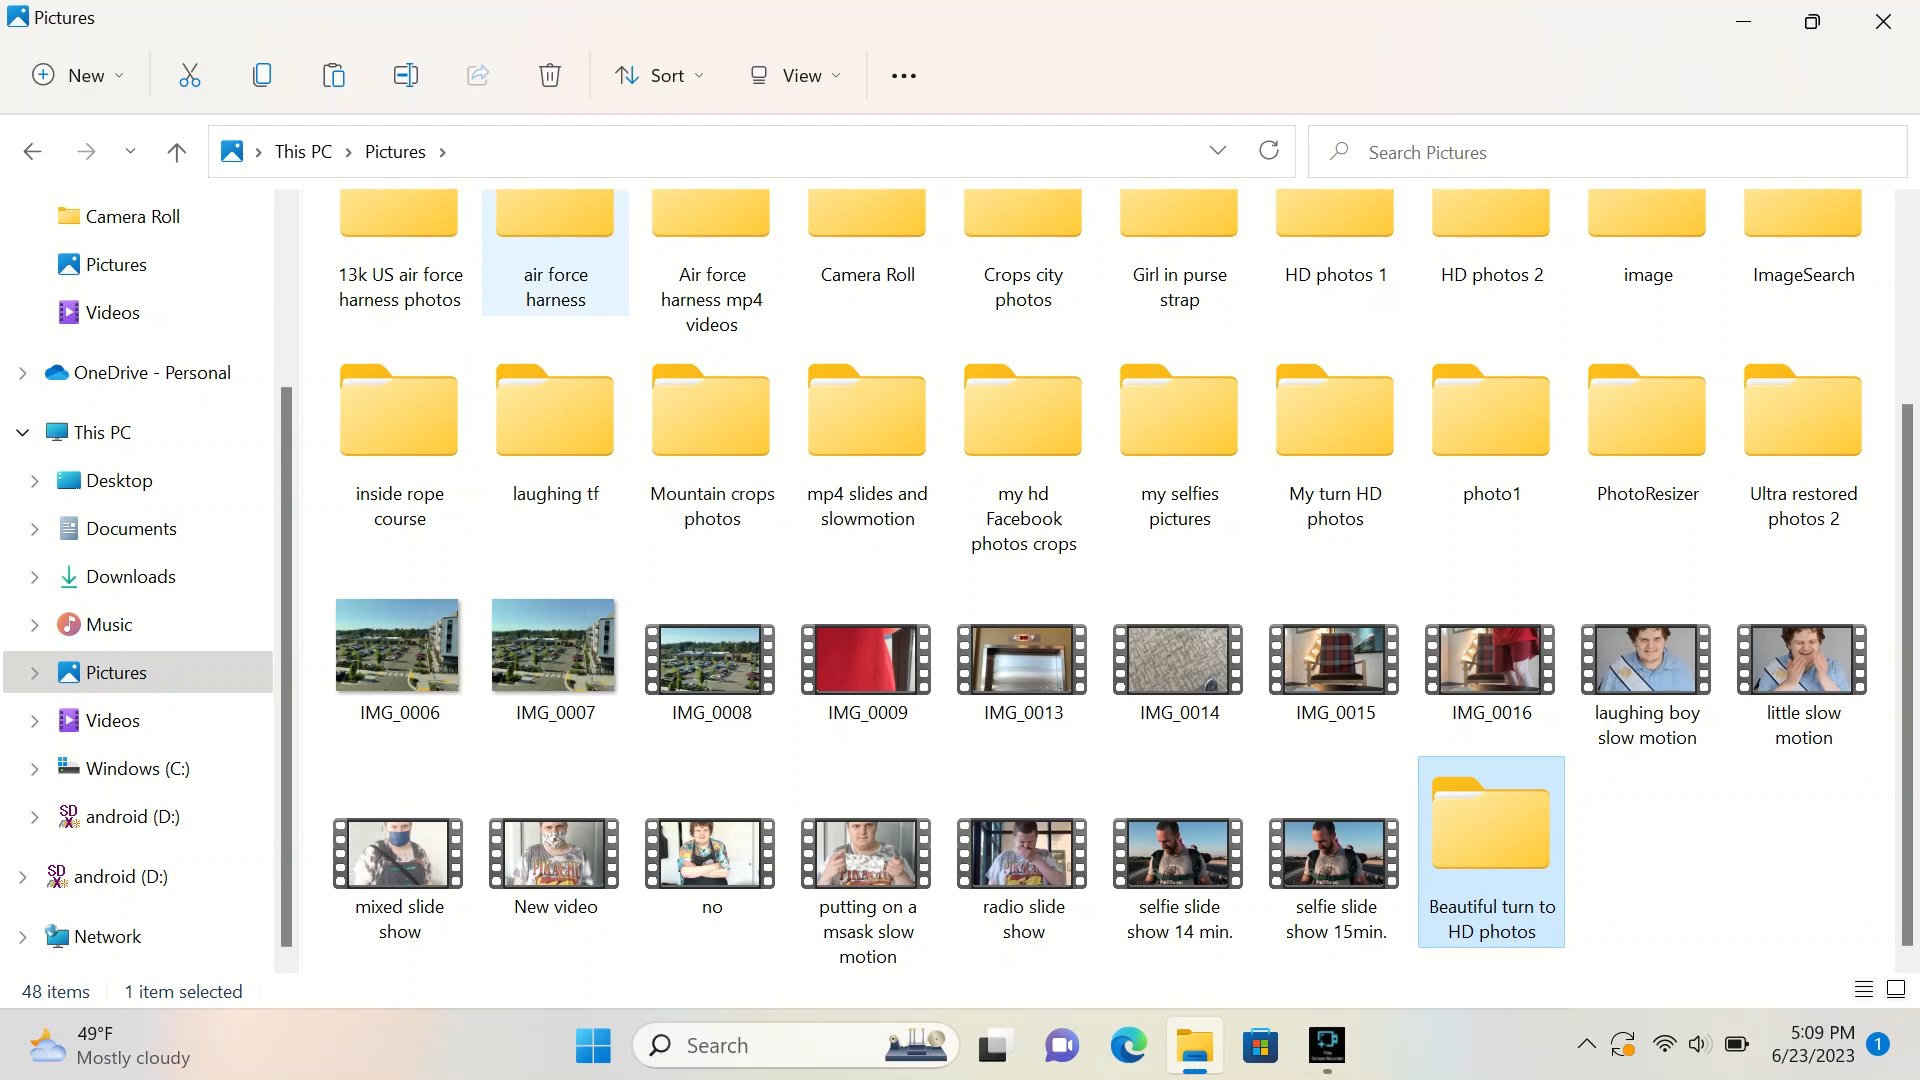 Pictures
New
Sort
View
This PC
Pictures
Search Pictures
Camera Roll
Pictures
Videos
OneDrive - Personal
This PC
Desktop
Documents
Downloads
Music
Pictures
Videos
Windows (C:)
android (D:)
android (D:)
Network
13k US air force
harness photos
air force
harness
Air force
harness mp4
videos
Camera Roll
Crops city
photos
Girl in purse
strap
HD photos 1
HD photos 2
image
ImageSearch
inside rope
course
laughing tf
Mountain crops
photos
mp4 slides and
slowmotion
my hd
Facebook
photos crops
my selfies
pictures
My turn HD
photos
photo1
PhotoResizer
Ultra restored
photos 2
IMG_0006
IMG_0007
IMG_0008
IMG_0009
IMG_0013
IMG_0014
IMG_0015
IMG_0016
laughing boy
slow motion
little slow
motion
mixed slide
show
New video
no
putting on a
msask slow
motion
radio slide
show
selfie slide
show 14 min.
selfie slide
show 15min.
Beautiful turn to
HD photos
48 items
1 item selected
49°F
Mostly cloudy
Search
5:09 PM
6/23/2023
1